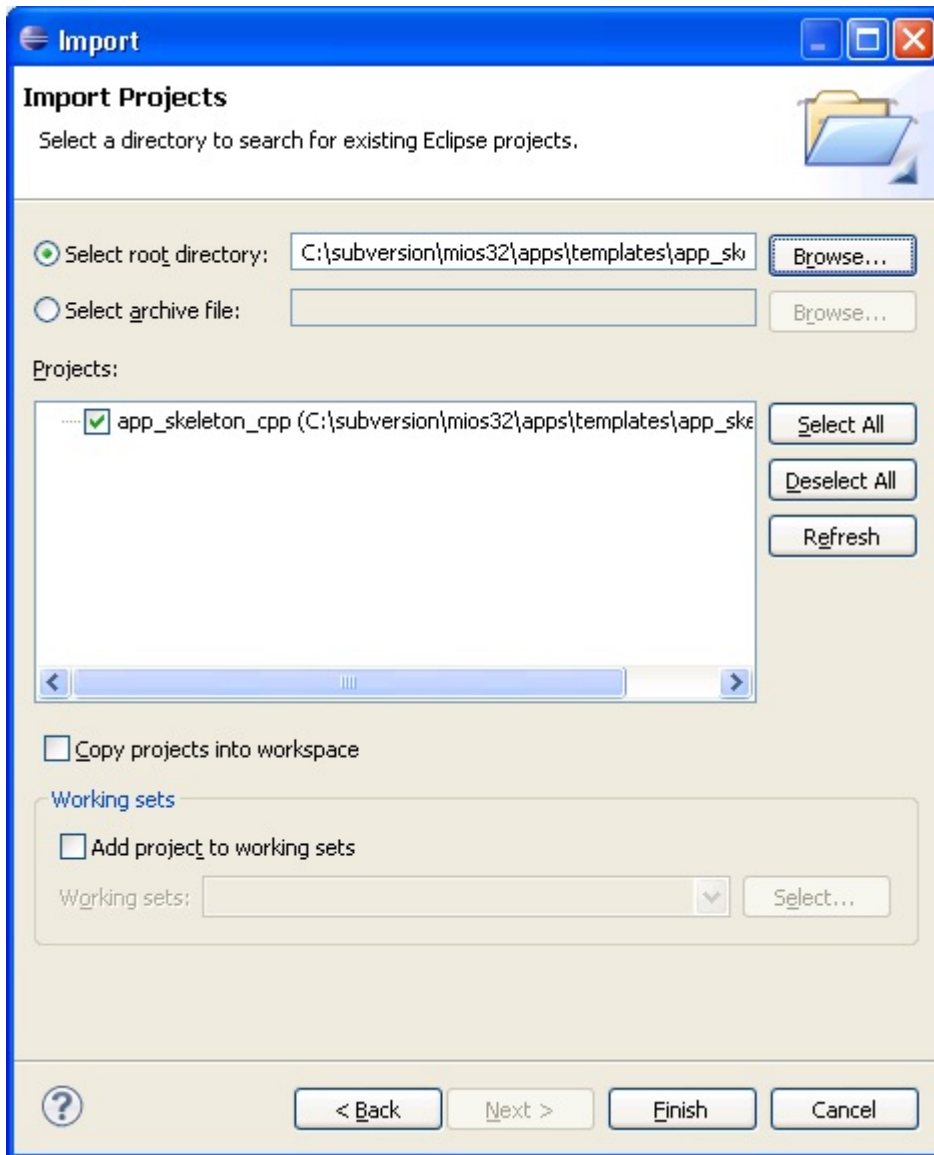 Import
Import Projects
Select a directory to search for existing Eclipse projects.
Select root directory: C:\subversion\mios32\apps\templates\app_sk Browse...
Select archive file: Browse...
Projects:
app_skeleton_cpp (C:\subversion\mios32\apps\templates\app_ske
Select All
Deselect All
Refresh
Copy projects into workspace
Working sets
Add project to working sets
Working sets: Select...
? < Back Next > Finish Cancel